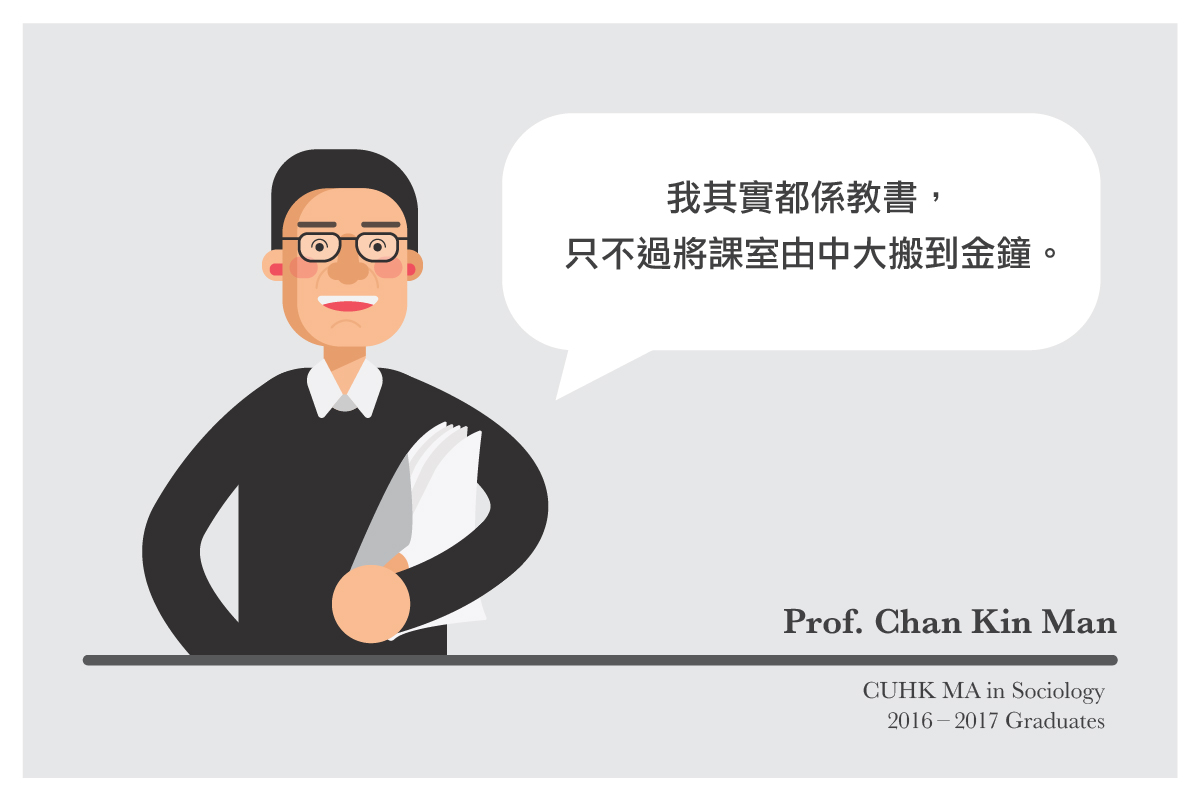 我其實都係教書，
只不過將課室由中大搬到金鐘。
Prof. Chan Kin Man
CUHK MA in Sociology
2016 – 2017 Graduates